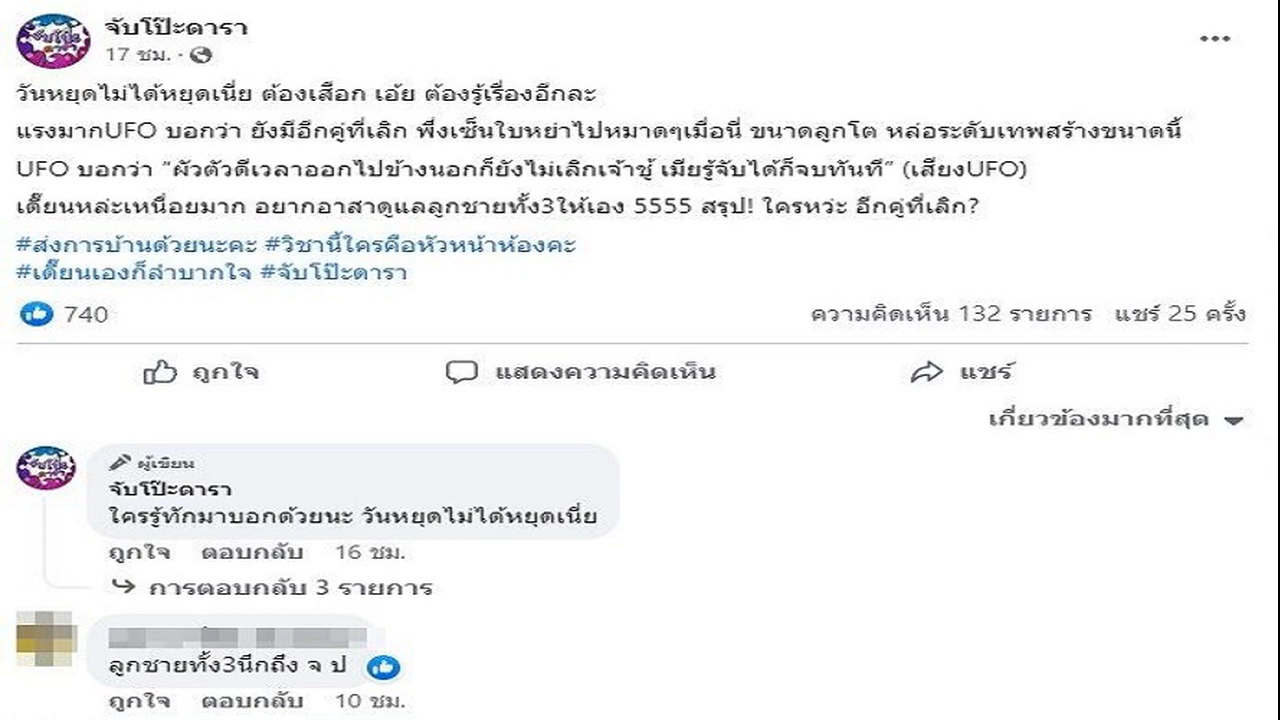 จับโป๊ะดารา
17 ชม. ·
วันหยุดไม่ได้หยุดเนี่ย ต้องเสือก เอ้ย ต้องรู้เรื่องอีกละ
แรงมากUFO บอกว่า ยังมีอีกคู่ที่เลิก พึ่งเซ็นใบหย่าไปหมาดๆเมื่อนี่ ขนาดลูกโต หล่อระดับเทพสร้างขนาดนี้
UFO บอกว่า "ผัวตัวดีเวลาออกไปข้างนอกก็ยังไม่เลิกเจ้าชู้ เมียรู้จับได้ก็จบทันที" (เสียงUFO)
เดี๊ยนหล่ะเหนื่อยมาก อยากอาสาดูแลลูกชายทั้ง3ให้เอง 5555 สรุป! ใครหว่ะ อีกคู่ที่เลิก?
#ส่งการบ้านด้วยนะคะ #วิชานี้ใครคือหัวหน้าห้องคะ
#เดี๊ยนเองก็ลำบากใจ #จับโป๊ะดารา
740 ความคิดเห็น 132 รายการ แชร์ 25 ครั้ง
ถูกใจ แสดงความคิดเห็น แชร์
เกี่ยวข้องมากที่สุด
ผู้เขียน
จับโป๊ะดารา
ใครรู้ทักมาบอกด้วยนะ วันหยุดไม่ได้หยุดเนี่ย
ถูกใจ ตอบกลับ 16 ชม.
การตอบกลับ 3 รายการ
ลูกชายทั้ง3นึกถึง จ ป
ถูกใจ ตอบกลับ 10 ชม.